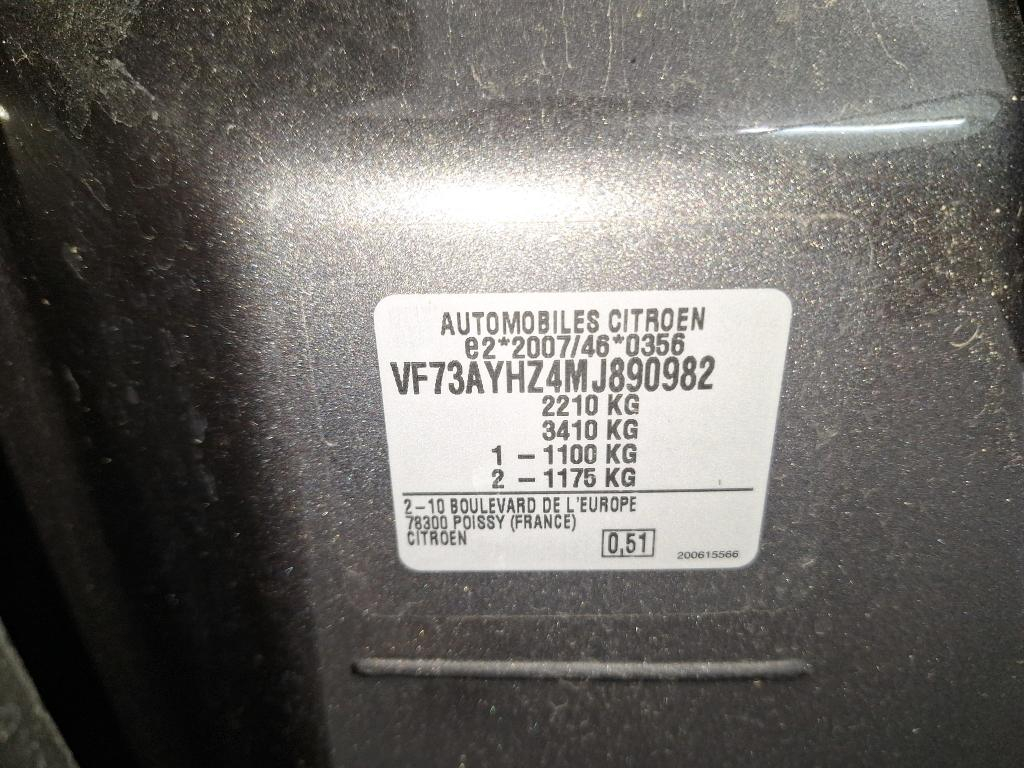 AUTOMOBILES CITROEN
e2*2007/46*0356
VF73AYHZ4MJ890982
2210 KG
3410 KG
1 - 1100 KG
2 - 1175 KG
2-10 BOULEVARD DE L'EUROPE
78300 POISSY (FRANCE)
CITROEN
0,51
200615566